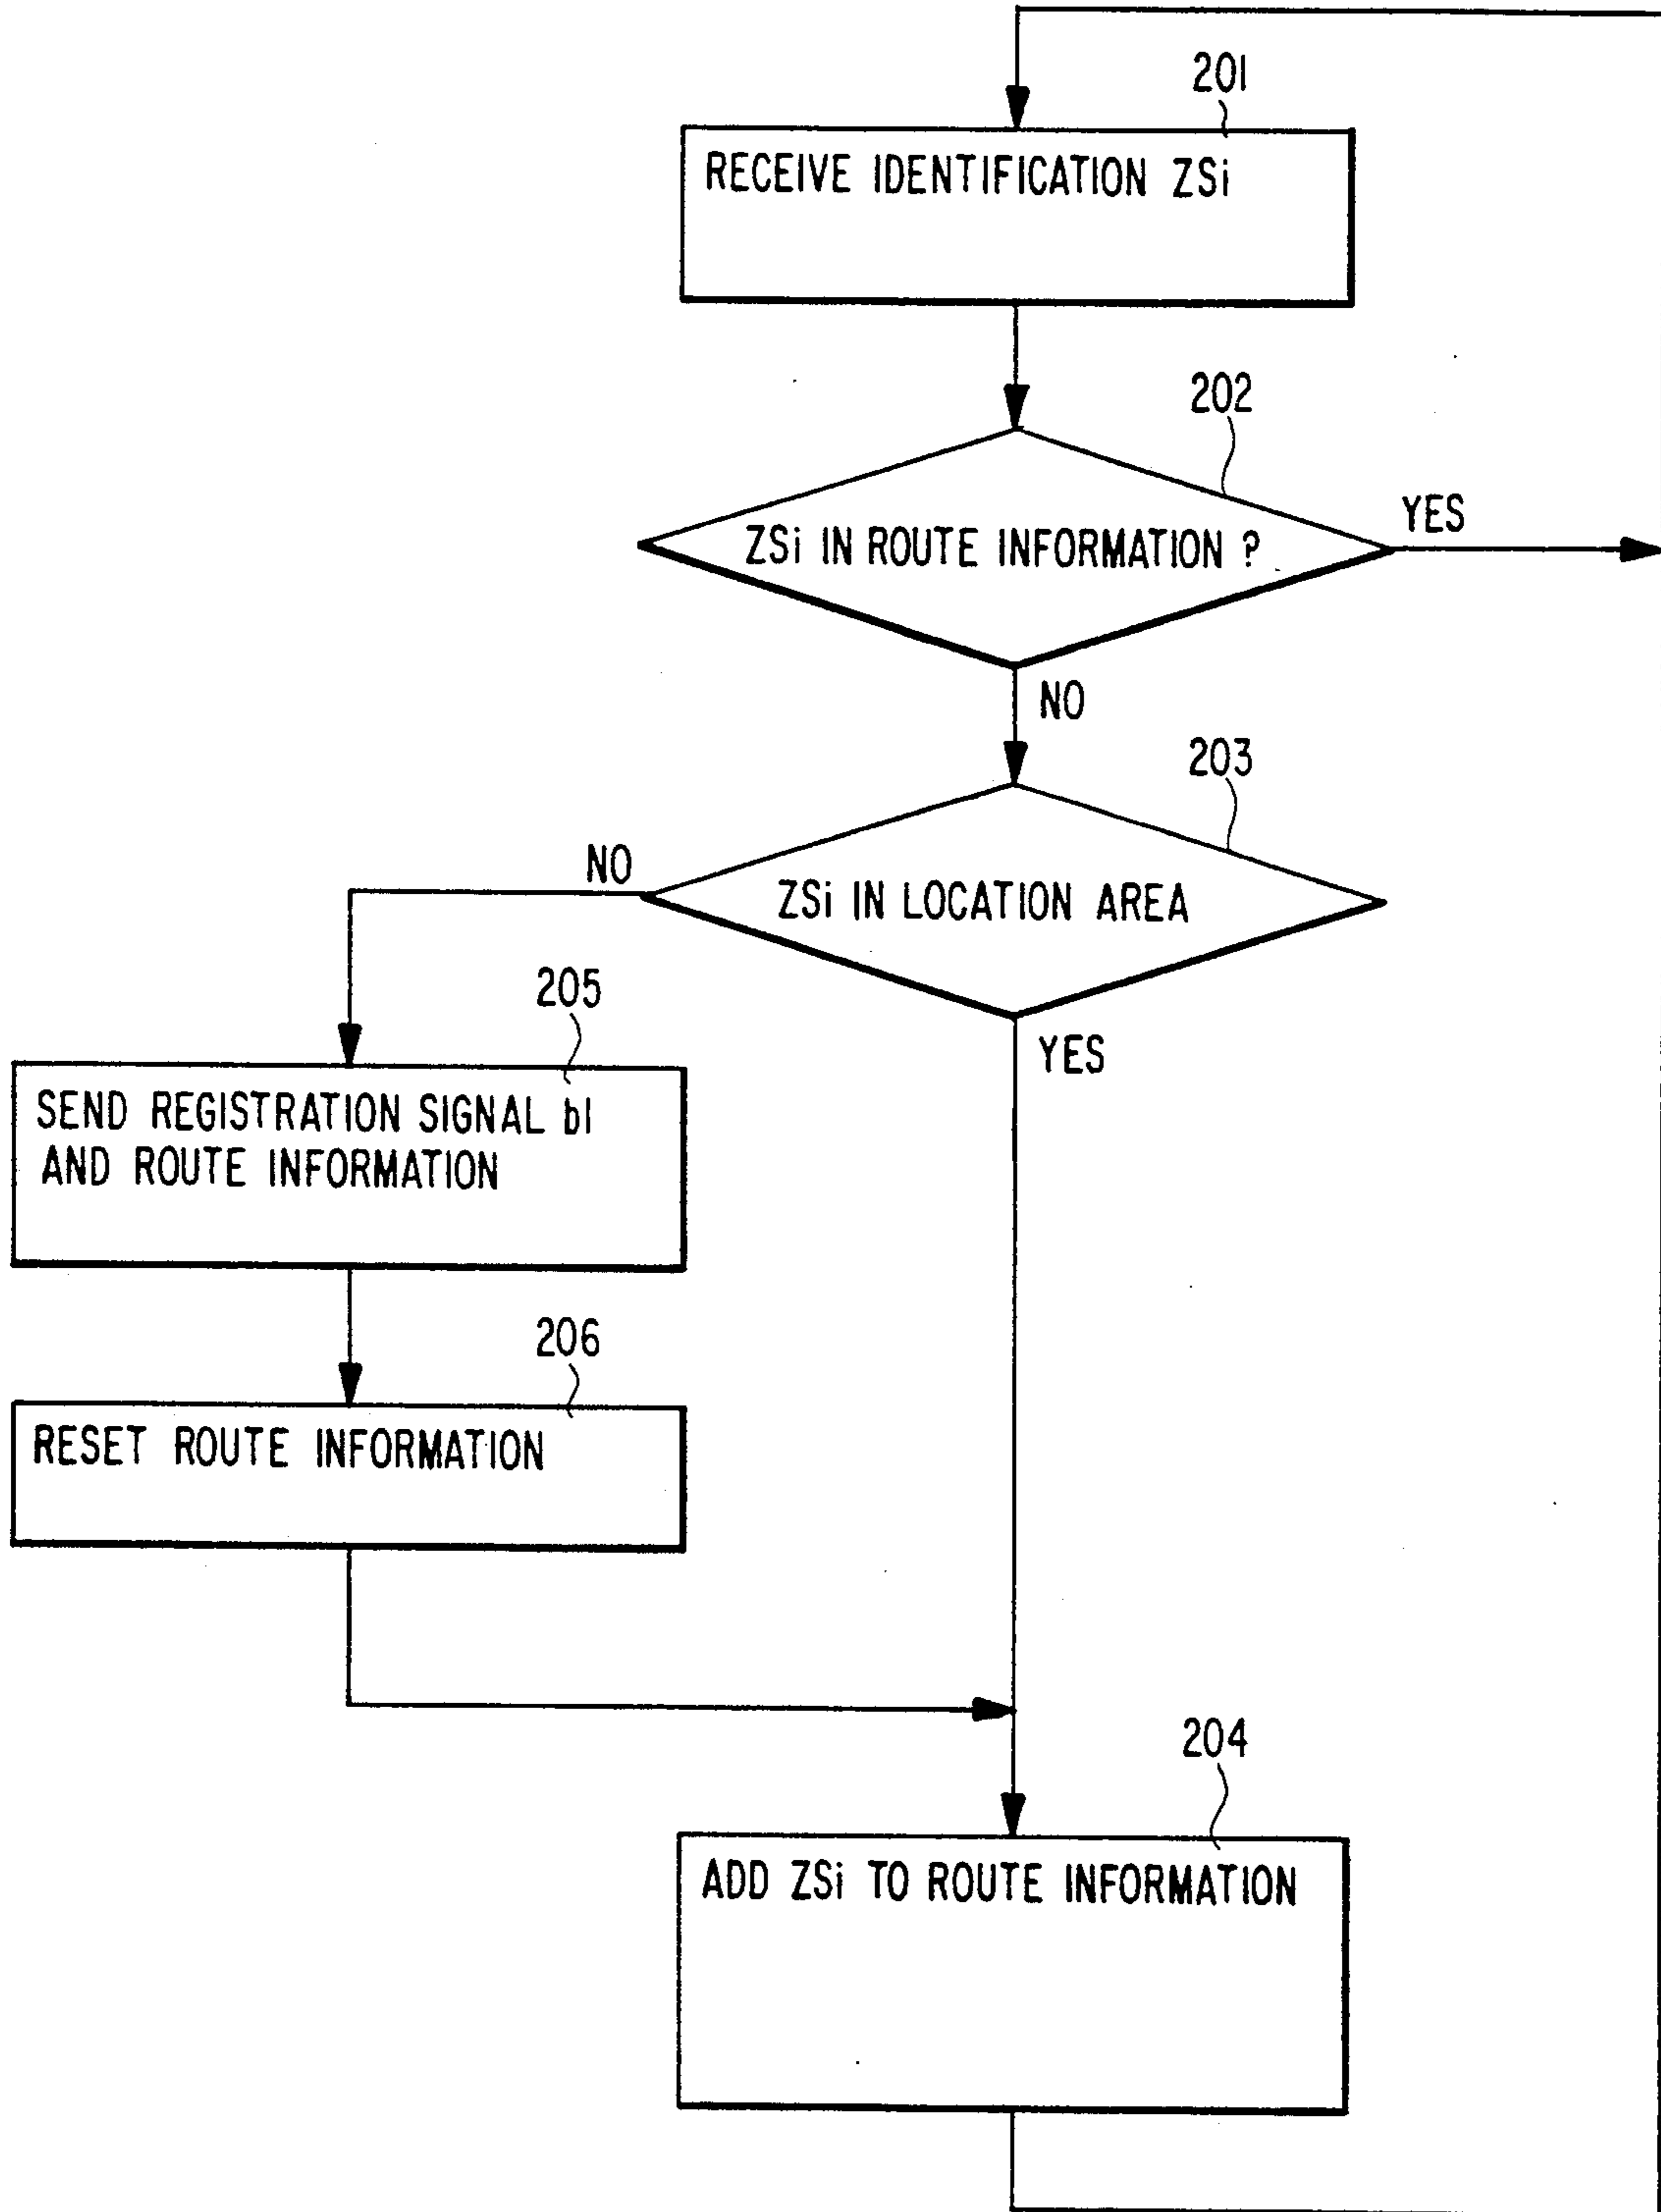 201
RECEIVE IDENTIFICATION ZSi
202
ZSi IN ROUTE INFORMATION ?
YES
NO
203
NO
ZSi IN LOCATION AREA
YES
205
SEND REGISTRATION SIGNAL bl
AND ROUTE INFORMATION
206
RESET ROUTE INFORMATION
204
ADD ZSi TO ROUTE INFORMATION